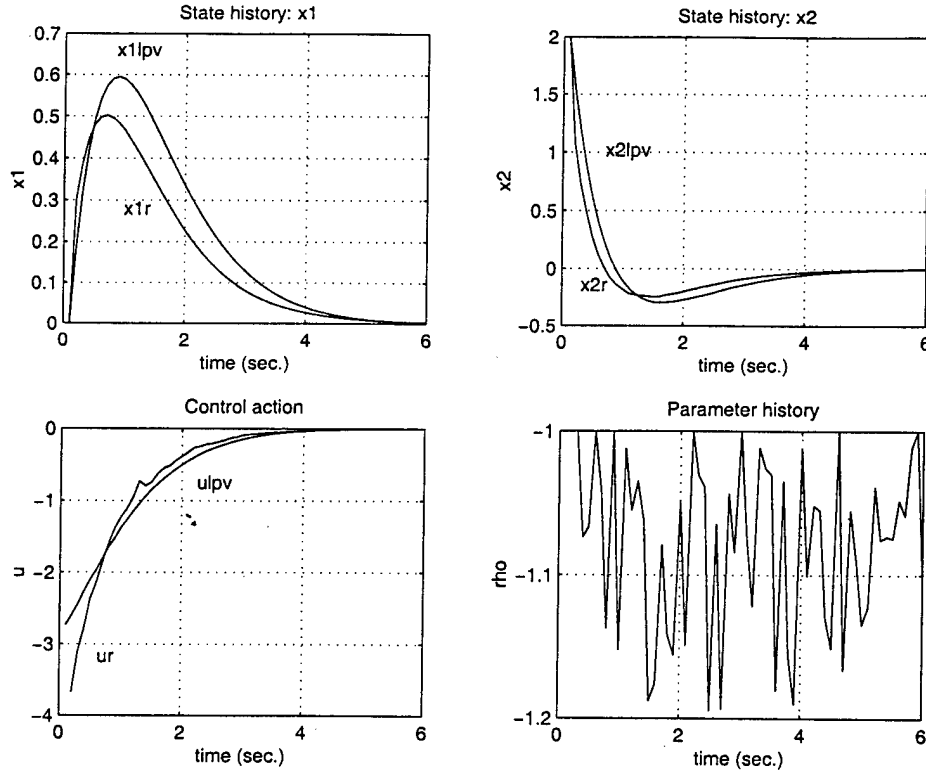 State history: x1
0.7
0.6
0.5
0.4
0.3
0.2
0.1
0
x1
x1lpv
x1r
0 2 4 6
time (sec.)
State history: x2
2
1.5
1
0.5
0
-0.5
x2
x2lpv
x2r
0 2 4 6
time (sec.)
Control action
0
-1
-2
-3
-4
u
ulpv
ur
0 2 4 6
time (sec.)
Parameter history
-1
-1.1
-1.2
rho
0 2 4 6
time (sec.)